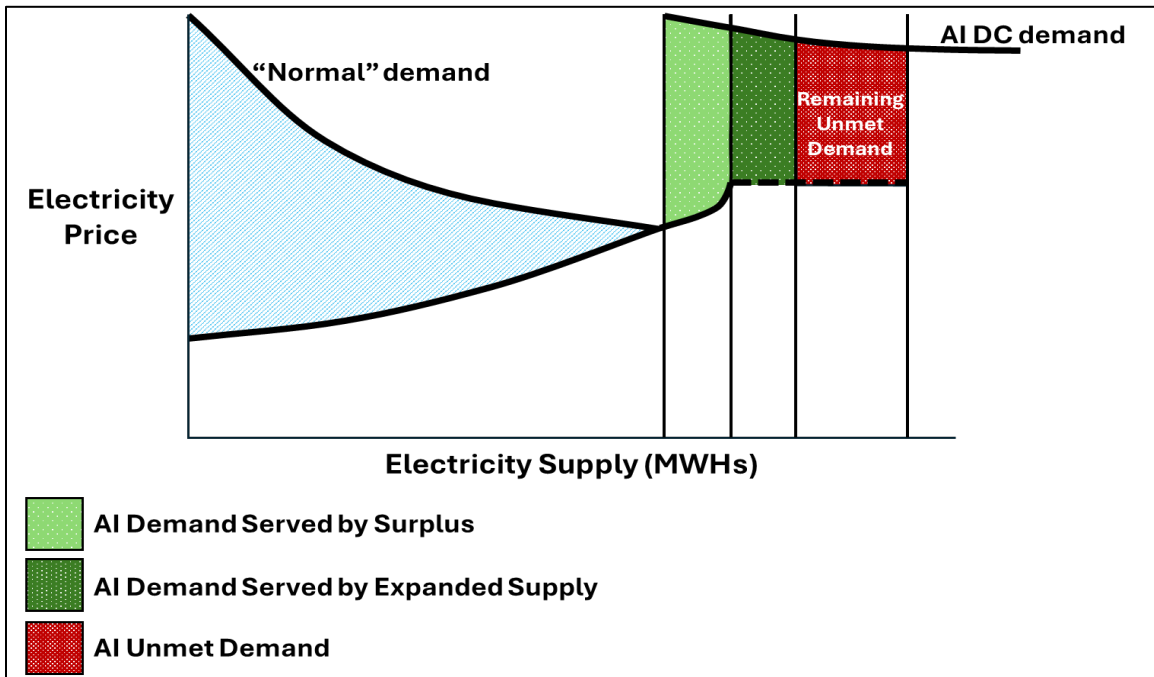 AI DC demand
“Normal” demand
Remaining
Unmet
Demand
Electricity
Price
Electricity Supply (MWHs)
AI Demand Served by Surplus
AI Demand Served by Expanded Supply
AI Unmet Demand